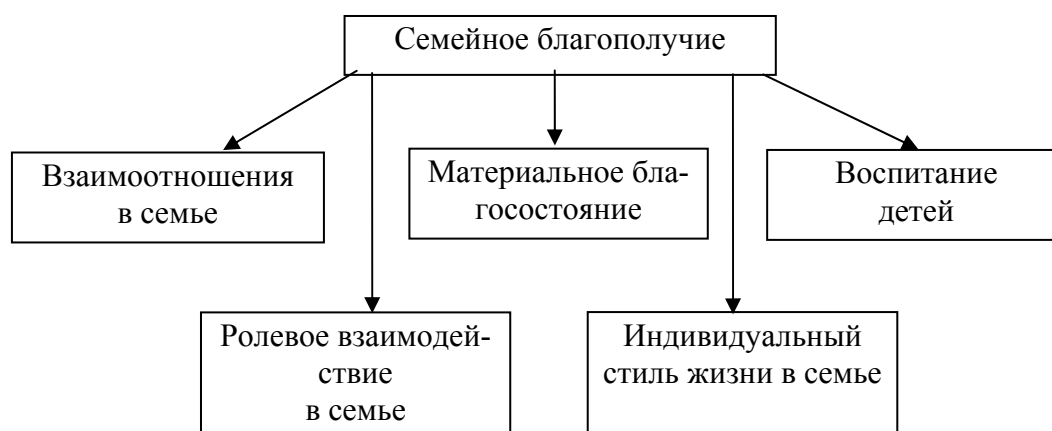 Семейное благополучие
Взаимоотношения
в семье
Материальное бла-
госостояние
Воспитание
детей
Ролевое взаимодей-
ствие
в семье
Индивидуальный
стиль жизни в семье